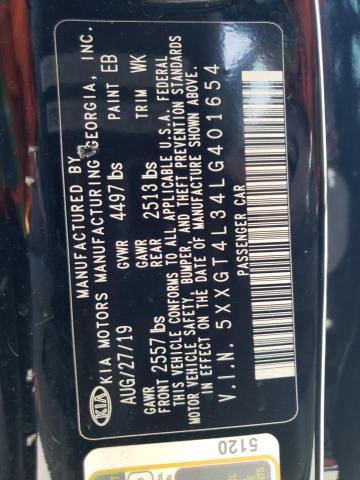 MANUFACTURED BY
KIA
KIA MOTORS MANUFACTURING GEORGIA, INC.
AUG/27/19 GVWR 4497 lbs PAINT EB
GAWR FRONT 2557 lbs GAWR REAR 2513 lbs TRIM WK
THIS VEHICLE CONFORMS TO ALL APPLICABLE U.S.A. FEDERAL
MOTOR VEHICLE SAFETY, BUMPER, AND THEFT PREVENTION STANDARDS
IN EFFECT ON THE DATE OF MANUFACTURE SHOWN ABOVE.
V.I.N. 5XXGT4L34LG401654
PASSENGER CAR
5120